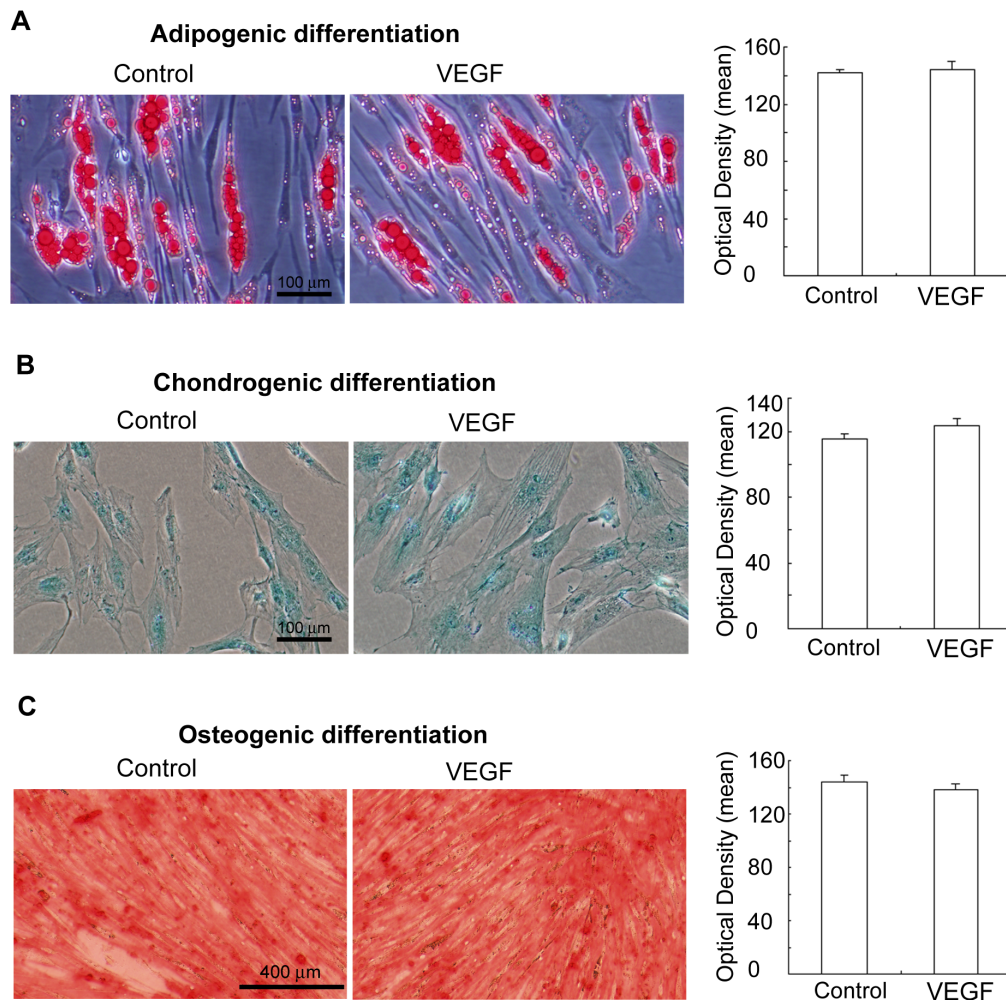 A
Adipogenic differentiation
Control
VEGF
100 μm
Optical Density (mean)
160
120
80
40
0
Control
VEGF
B
Chondrogenic differentiation
Control
VEGF
100 μm
Optical Density (mean)
140
120
80
40
0
Control
VEGF
C
Osteogenic differentiation
Control
VEGF
400 μm
Optical Density (mean)
160
120
80
40
0
Control
VEGF